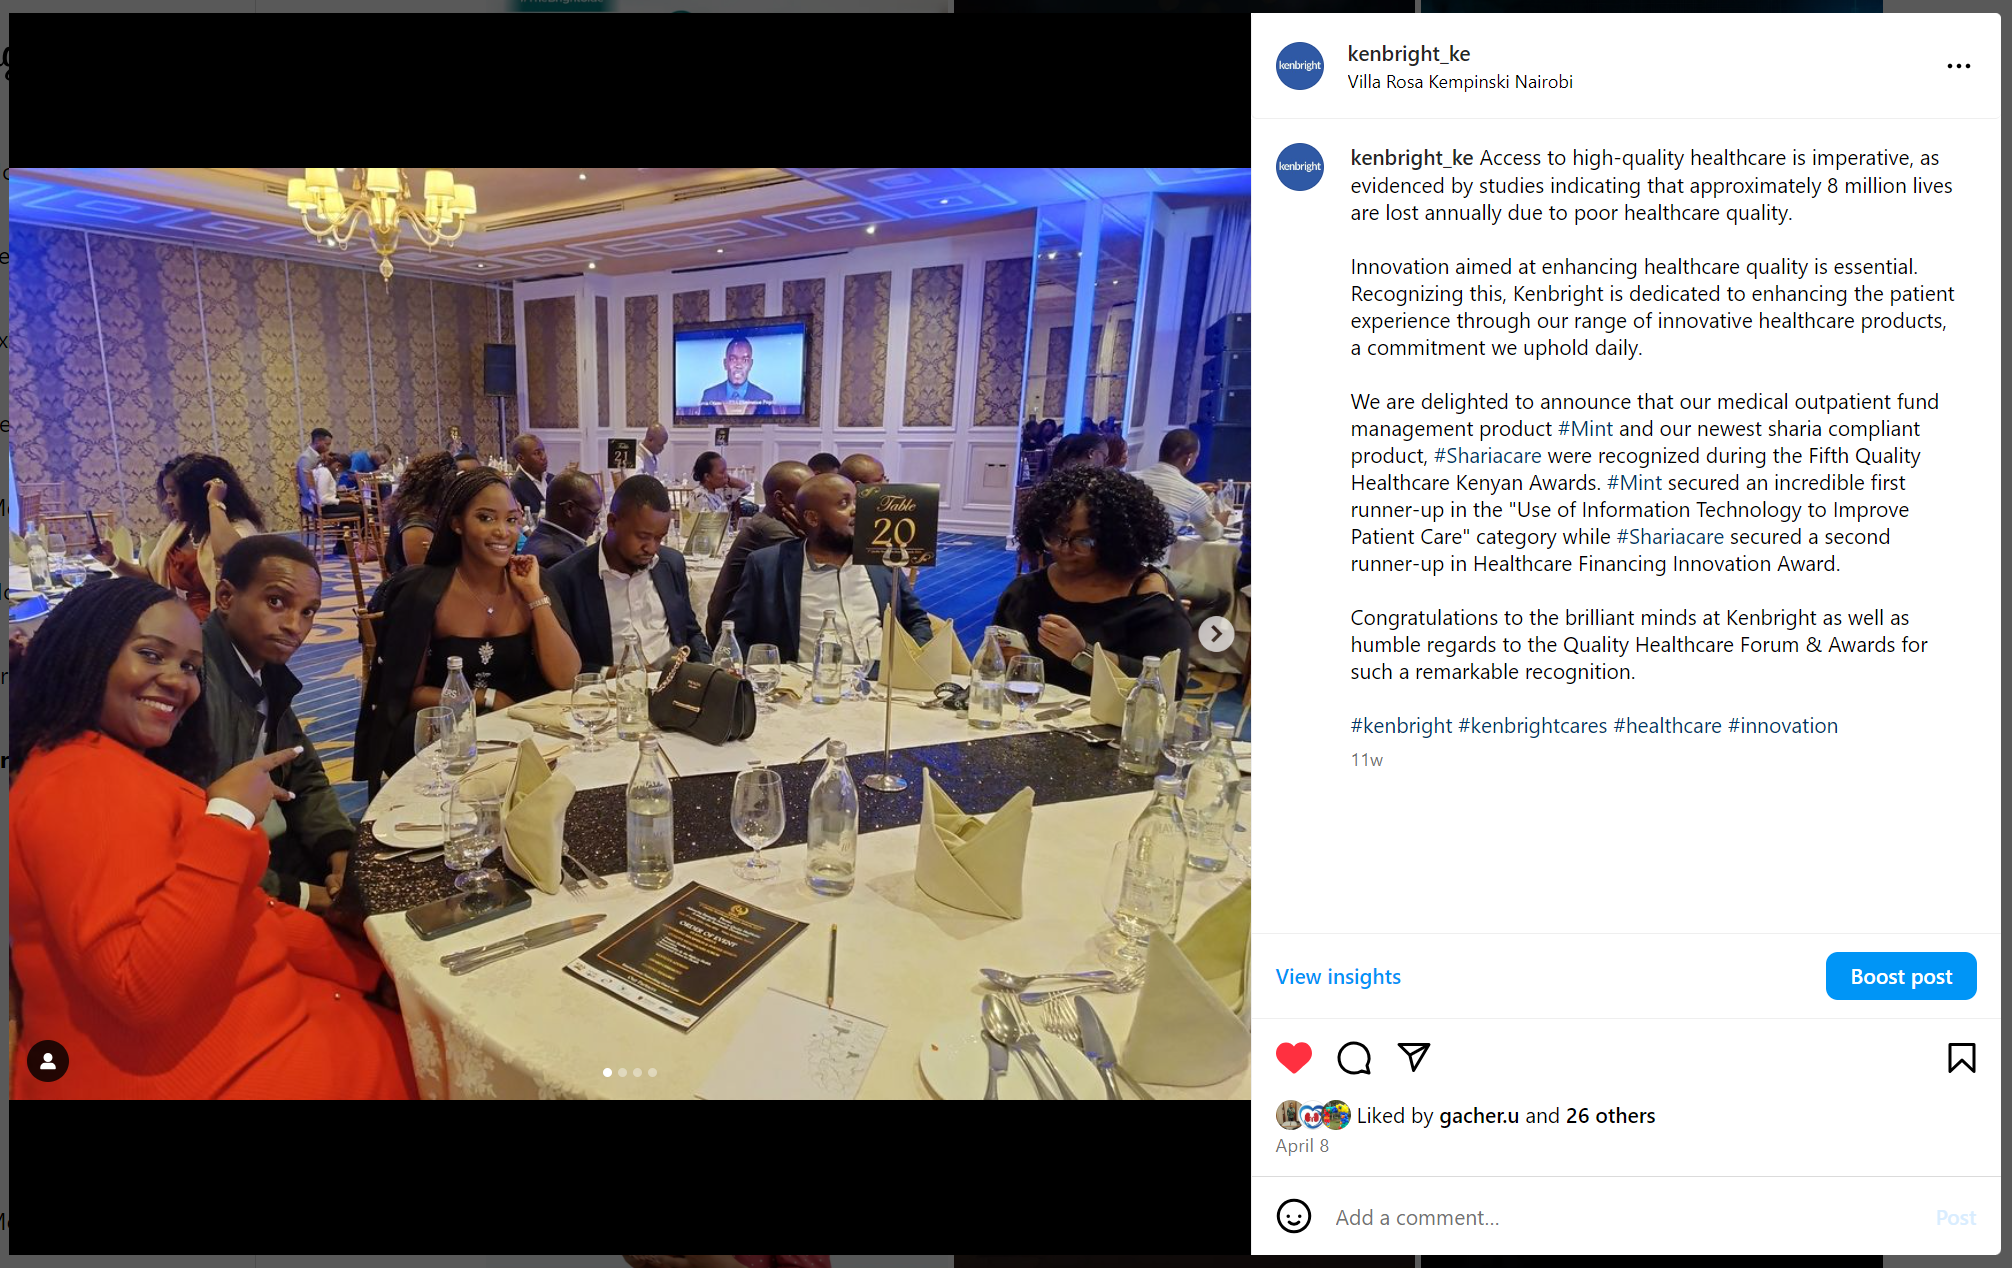 kenbright
kenbright_ke
Villa Rosa Kempinski Nairobi
kenbright
kenbright_ke Access to high-quality healthcare is imperative, as
evidenced by studies indicating that approximately 8 million lives
are lost annually due to poor healthcare quality.
Innovation aimed at enhancing healthcare quality is essential.
Recognizing this, Kenbright is dedicated to enhancing the patient
experience through our range of innovative healthcare products,
a commitment we uphold daily.
We are delighted to announce that our medical outpatient fund
management product #Mint and our newest sharia compliant
product, #Shariacare were recognized during the Fifth Quality
Healthcare Kenyan Awards. #Mint secured an incredible first
runner-up in the "Use of Information Technology to Improve
Patient Care" category while #Shariacare secured a second
runner-up in Healthcare Financing Innovation Award.
Congratulations to the brilliant minds at Kenbright as well as
humble regards to the Quality Healthcare Forum & Awards for
such a remarkable recognition.
#kenbright #kenbrightcares #healthcare #innovation
11w
View insights
Boost post
Liked by gacher.u and 26 others
April 8
Add a comment...
Post
Table
21
Table
20
ORDER OF EVENT